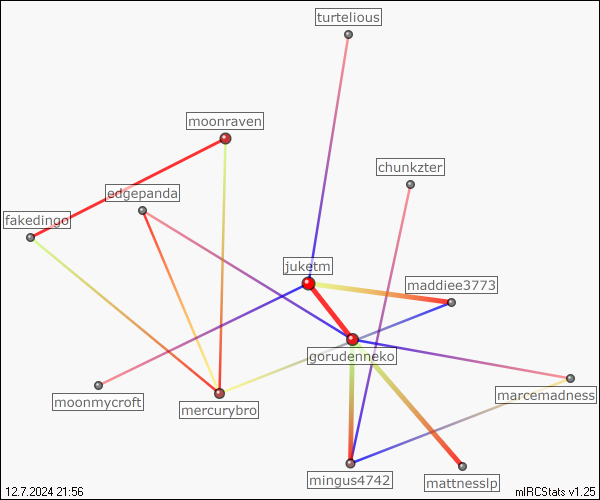 turtelious
moonraven
chunkzter
edgepanda
fakedingo
juketm
maddiee3773
gorudenneko
marcemadness
moonmycroft
mercurybro
mingus4742
mattnesslp
12.7.2024 21:56
mIRCStats v1.25